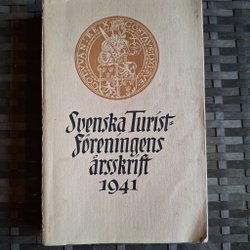 Svenska Turist-
Föreningens
årsskrift
1941